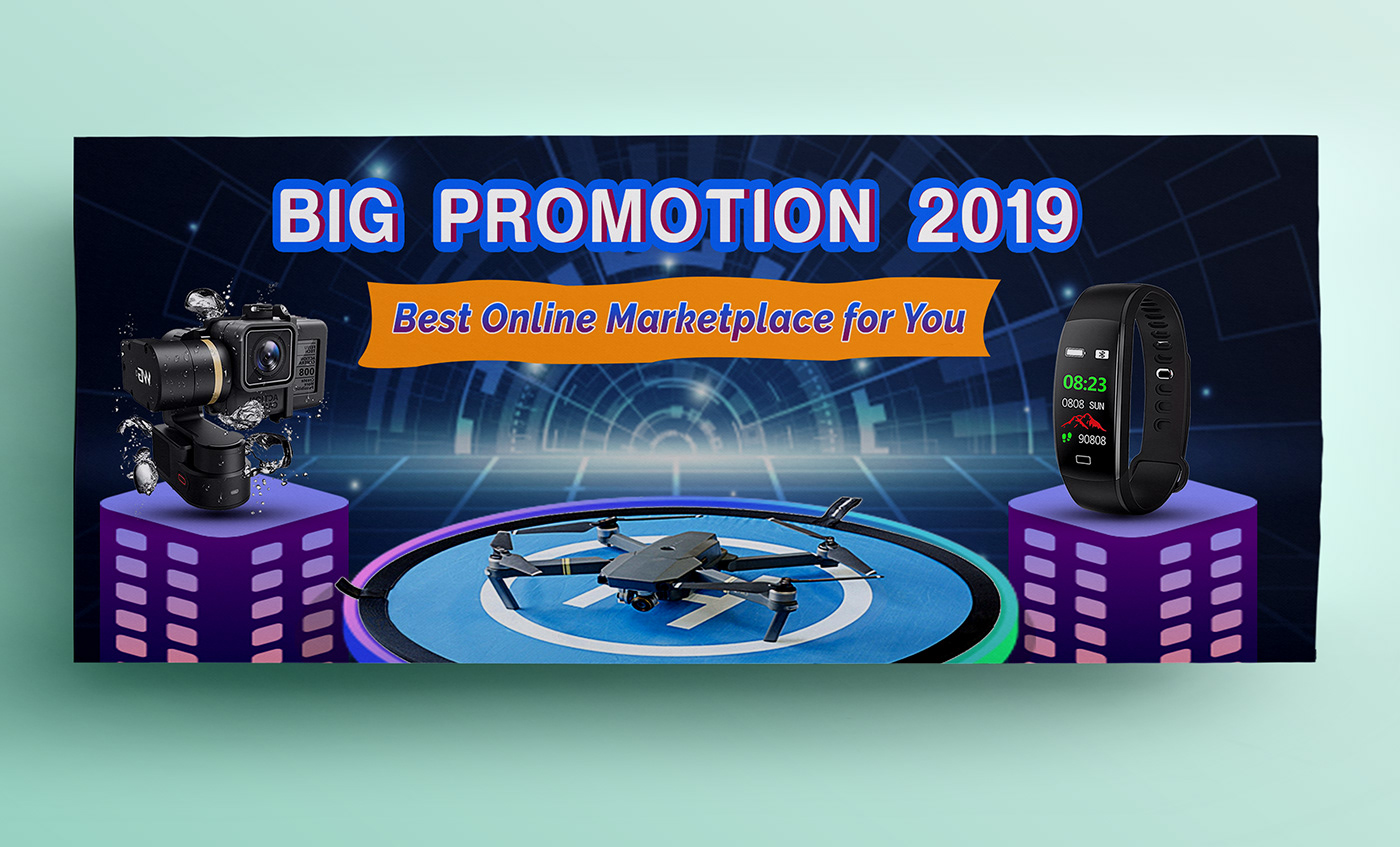 BIG PROMOTION 2019
Best Online Marketplace for You
08:23
0808 SUN
90808
H